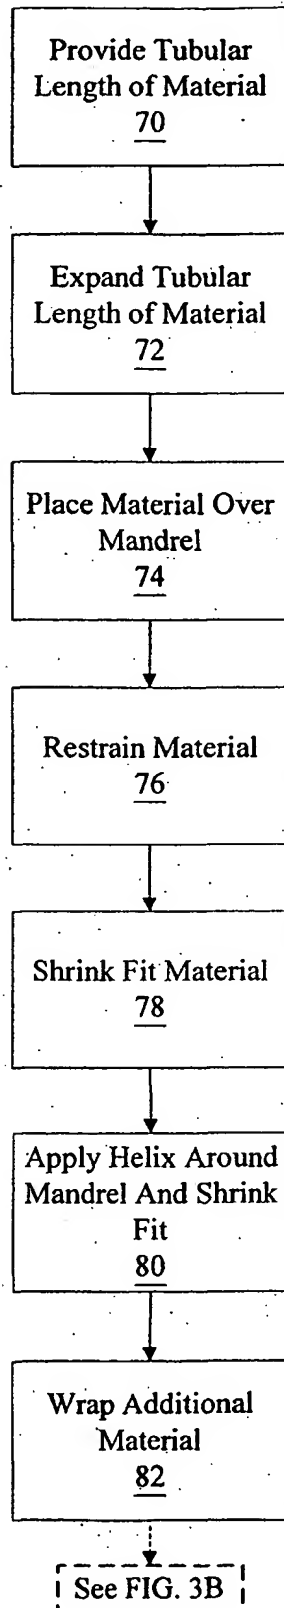 Provide Tubular
Length of Material
70
Expand Tubular
Length of Material
72
Place Material Over
Mandrel
74
Restrain Material
76
Shrink Fit Material
78
Apply Helix Around
Mandrel And Shrink
Fit
80
Wrap Additional
Material
82
See FIG. 3B